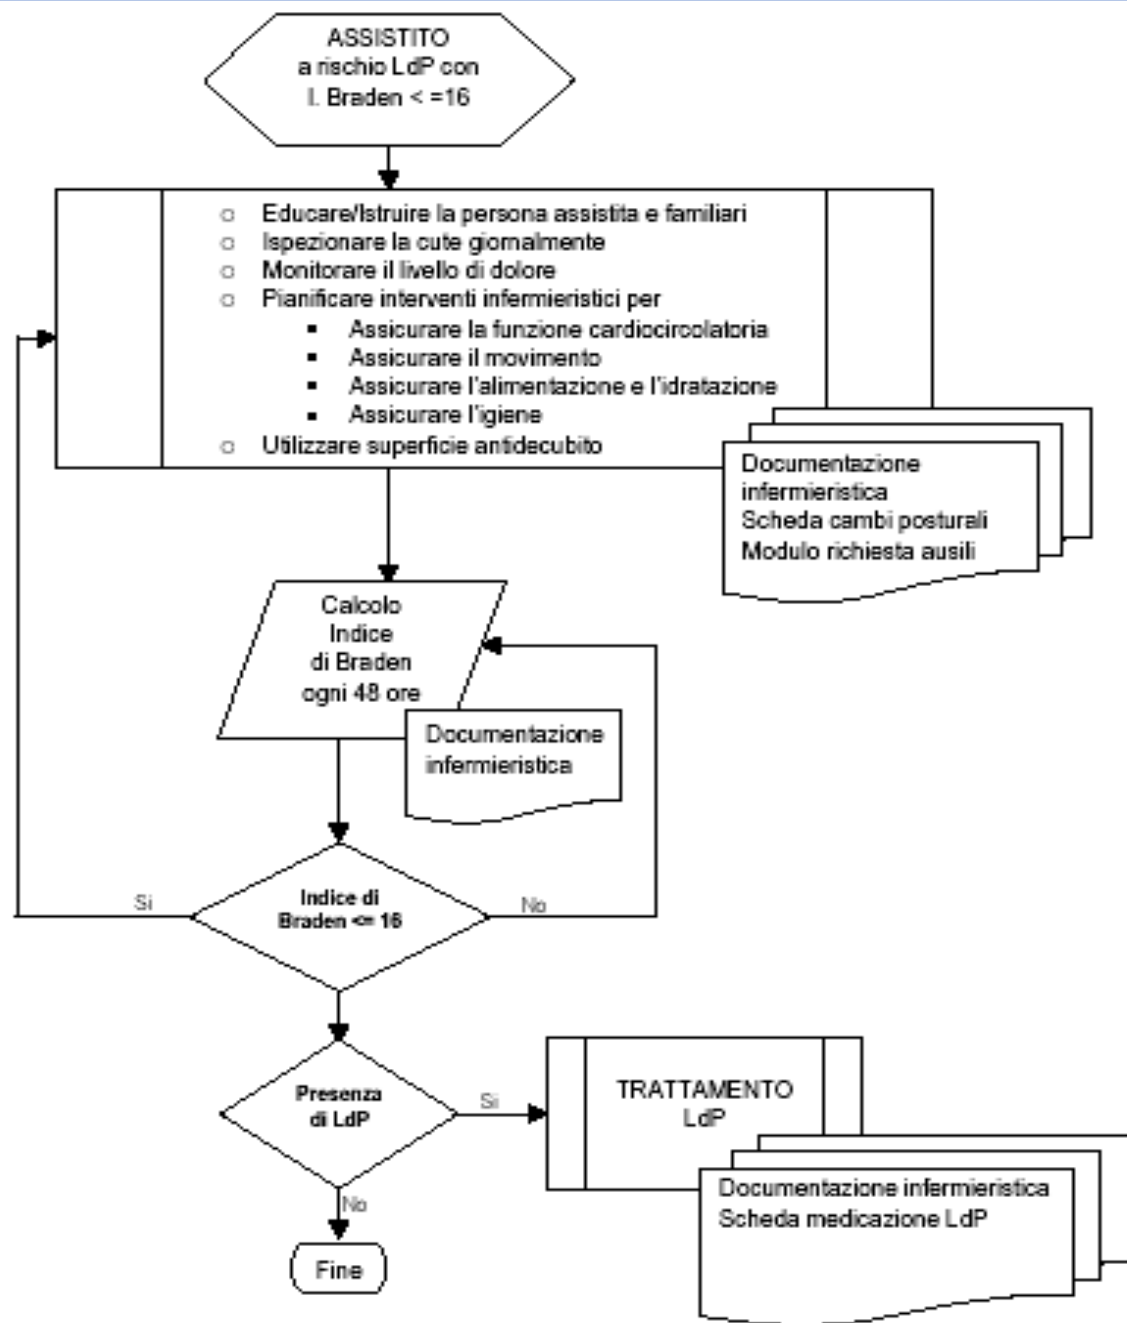 ASSISTITO
a rischio LdP con
I. Braden < =16
o Educare/Istruire la persona assistita e familiari
o Ispezionare la cute giornalmente
o Monitorare il livello di dolore
o Pianificare interventi infermieristici per
▪ Assicurare la funzione cardiocircolatoria
▪ Assicurare il movimento
▪ Assicurare l'alimentazione e l'idratazione
▪ Assicurare l'igiene
o Utilizzare superficie antidecubito
Documentazione
infermieristica
Scheda cambi posturali
Modulo richiesta ausili
Calcolo
Indice
di Braden
ogni 48 ore
Documentazione
infermieristica
Si
Indice di
Braden <= 16
No
Presenza
di LdP
Si
TRATTAMENTO
LdP
Documentazione infermieristica
Scheda medicazione LdP
No
Fine